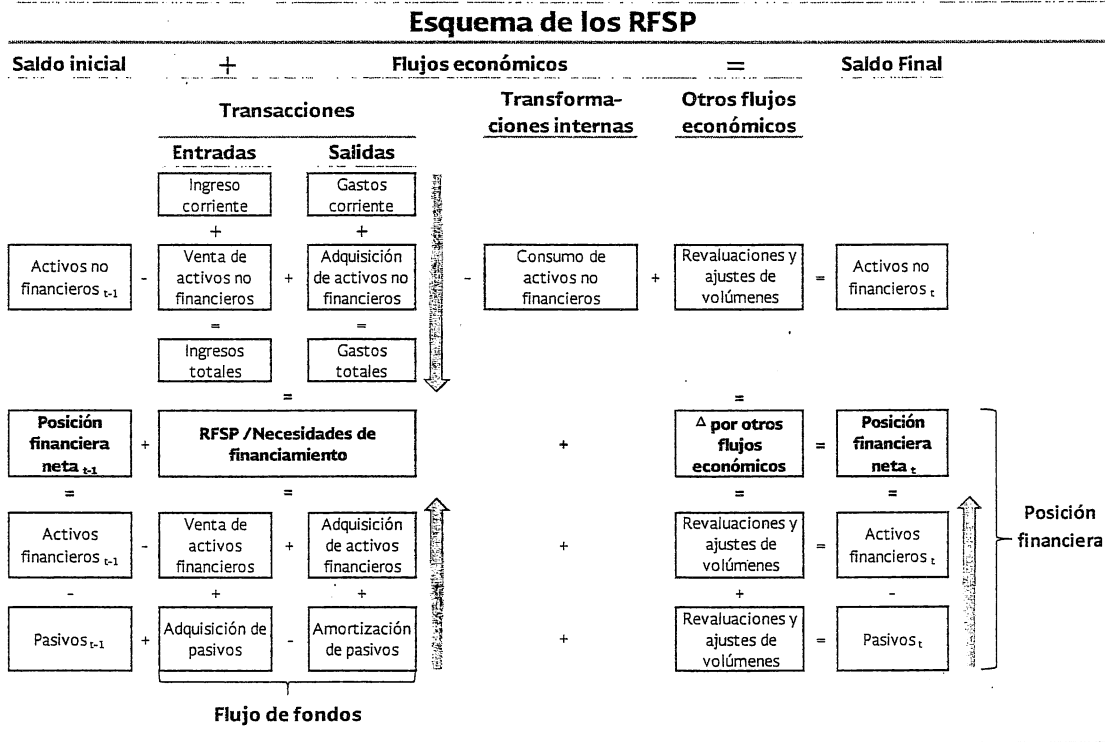 Esquema de los RFSP
Saldo inicial + Flujos económicos = Saldo Final
Transacciones
Transforma-
ciones internas
Otros flujos
económicos
Entradas Salidas
Ingreso
corriente
Gastos
corriente
+ +
Activos no
financieros t-1
-
Venta de
activos no
financieros
+
Adquisición
de activos no
financieros
-
Consumo de
activos no
financieros
+
Revaluaciones y
ajustes de
volúmenes
=
Activos no
financieros t
= =
Ingresos
totales
Gastos
totales
= =
Posición
financiera
neta t-1
+
RFSP /Necesidades de
financiamiento
+
Δ por otros
flujos
económicos
=
Posición
financiera
neta t
= = = =
Activos
financieros t-1
-
Venta de
activos
financieros
+
Adquisición
de activos
financieros
+
Revaluaciones y
ajustes de
volúmenes
=
Activos
financieros t
Posición
financiera
- + + + -
Pasivos t-1
+
Adquisición de
pasivos
-
Amortización
de pasivos
+
Revaluaciones y
ajustes de
volúmenes
=
Pasivos t
Flujo de fondos